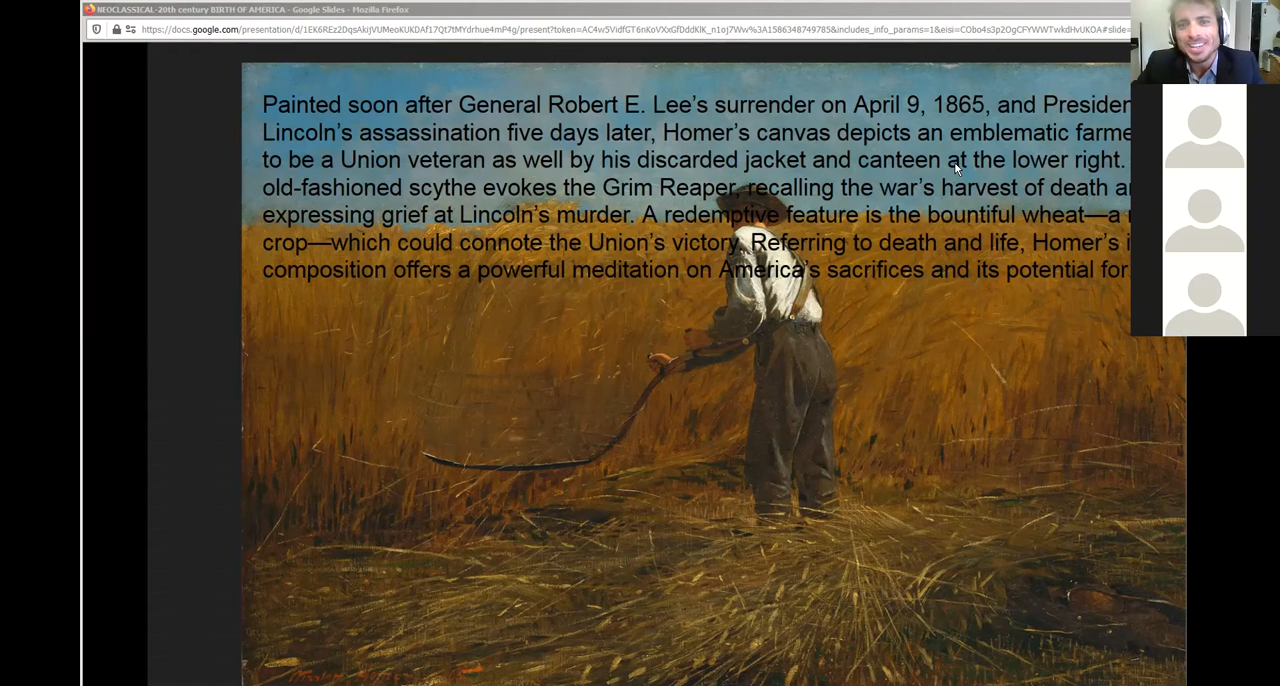 NEOCLASSICAL-20th century BIRTH OF AMERICA - Google Slides - Mozilla Firefox
Painted soon after General Robert E. Lee's surrender on April 9, 1865, and
Lincoln's assassination five days later, Homer's canvas depicts an emblematic
to be a Union veteran as well by his discarded jacket and canteen at the lower right.
old-fashioned scythe evokes the Grim Reaper, recalling the war's harvest of death
expressing grief at Lincoln's murder. A redemptive feature is the bountiful wheat—a
crop—which could connote the Union's victory. Referring to death and life, Homer's
composition offers a powerful meditation on America's sacrifices and its potential for